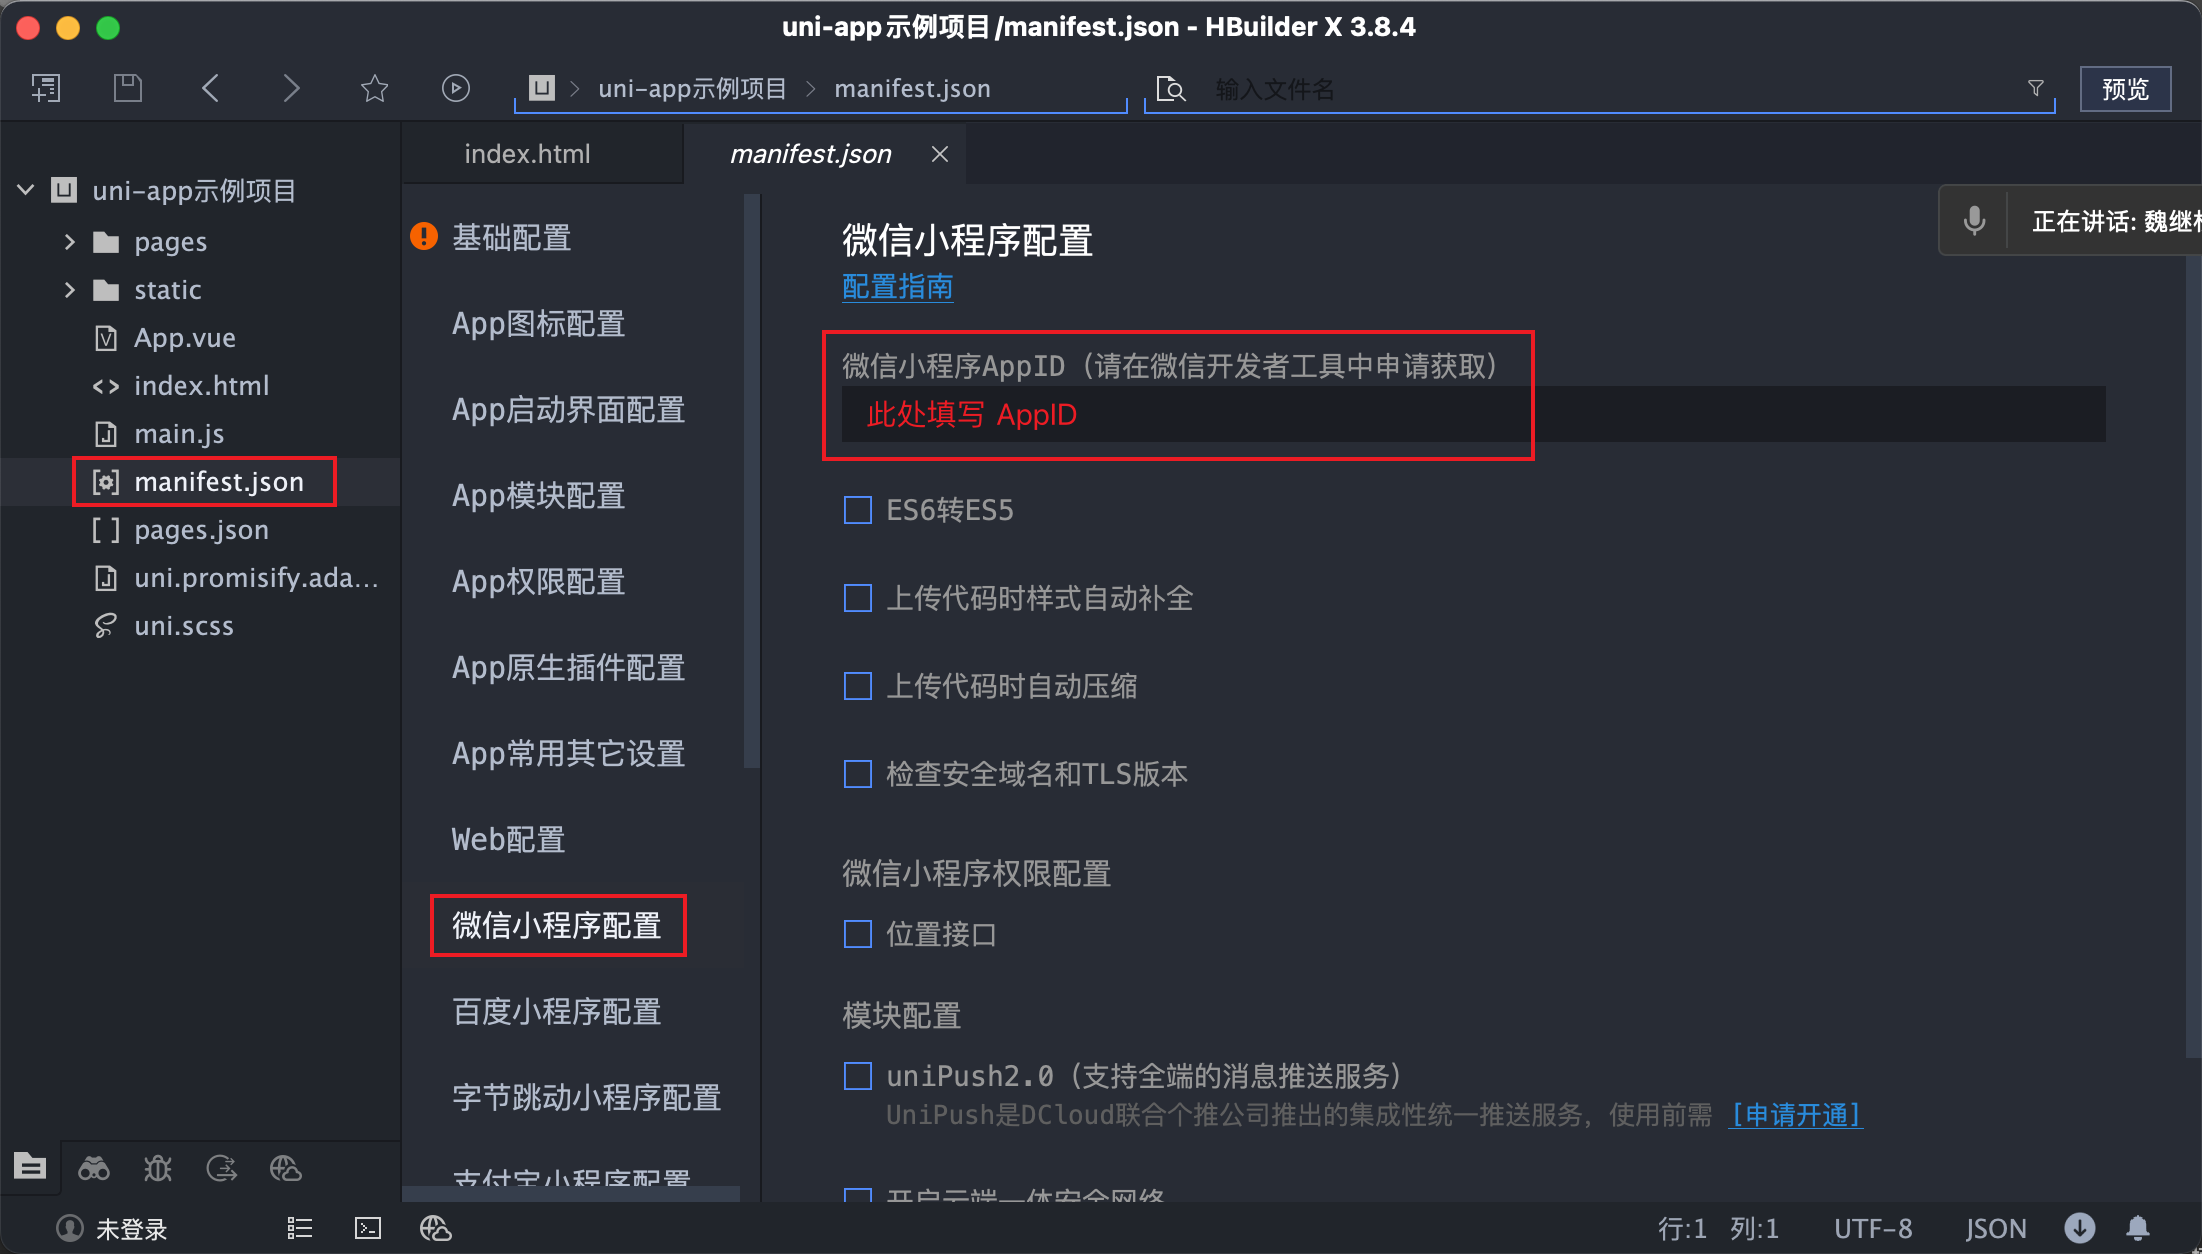 uni-app 示例项目/manifest.json - HBuilder X 3.8.4
uni-app示例项目
manifest.json
输入文件名
预览
index.html
manifest.json
uni-app示例项目
pages
static
App.vue
index.html
main.js
manifest.json
pages.json
uni.promisify.ada...
uni.scss
基础配置
App图标配置
App启动界面配置
App模块配置
App权限配置
App原生插件配置
App常用其它设置
Web配置
微信小程序配置
百度小程序配置
字节跳动小程序配置
支付宝小程序配置
正在讲话: 魏继
微信小程序配置
配置指南
微信小程序AppID（请在微信开发者工具中申请获取）
此处填写 AppID
ES6转ES5
上传代码时样式自动补全
上传代码时自动压缩
检查安全域名和TLS版本
微信小程序权限配置
位置接口
模块配置
uniPush2.0（支持全端的消息推送服务）
UniPush是DCloud联合个推公司推出的集成性统一推送服务，使用前需 [申请开通]
开启云端一体安全网络
未登录
行:1 列:1
UTF-8
JSON